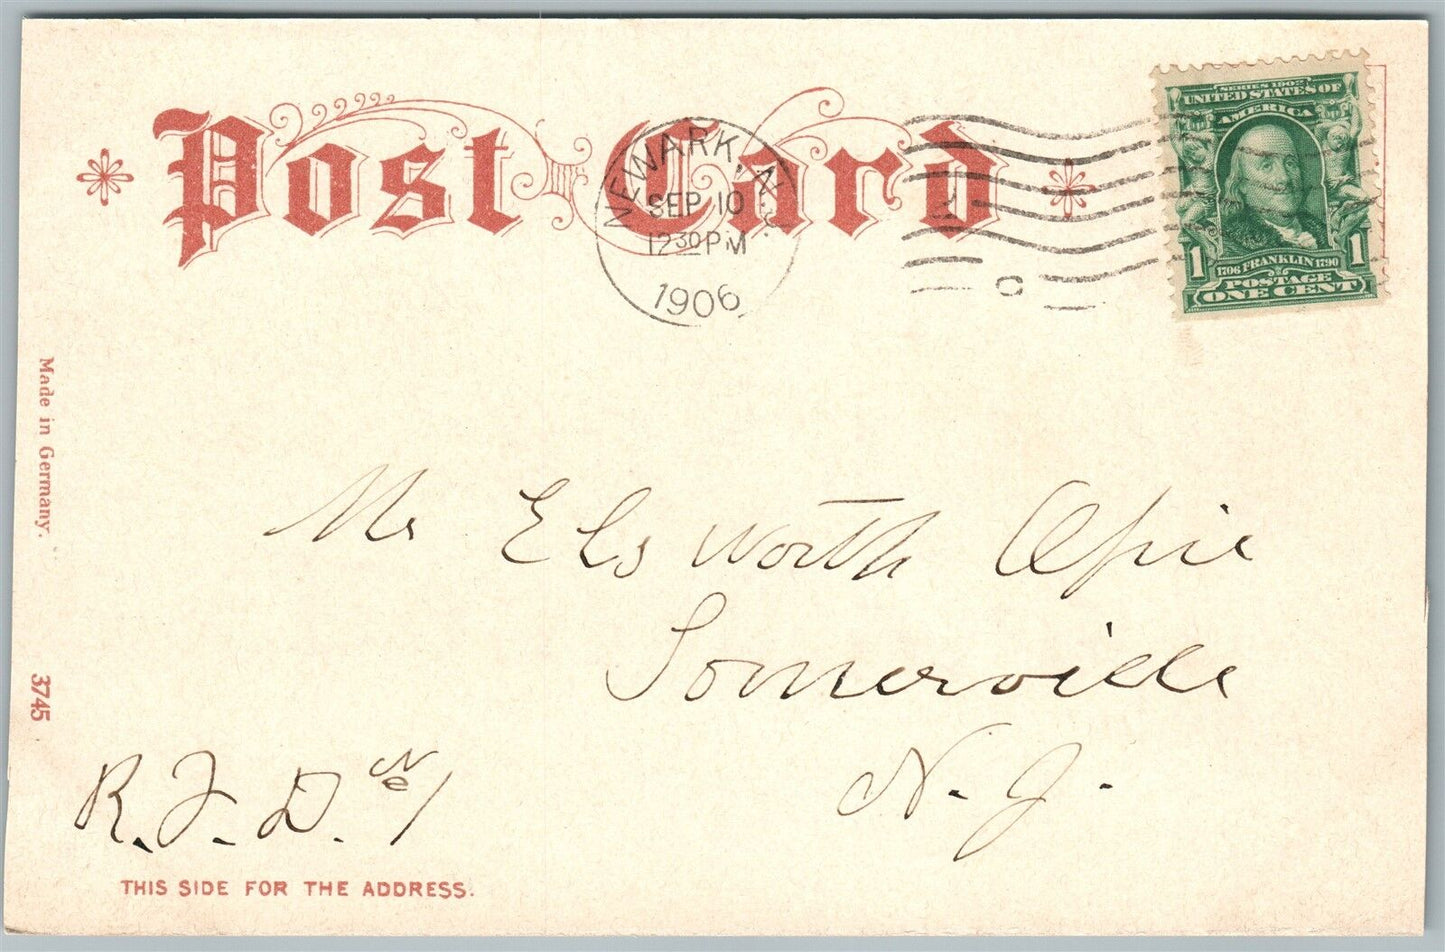 Post Card
NEWARK, N.J.
SEP 10
12 30 PM
1906
SERIES 1902
UNITED STATES OF
AMERICA
1706 FRANKLIN 1790
1 1
POSTAGE
ONE CENT
Made in Germany.
3745
Mr Elsworth
Somerville
N. J.
R. F. D. No 1
THIS SIDE FOR THE ADDRESS.